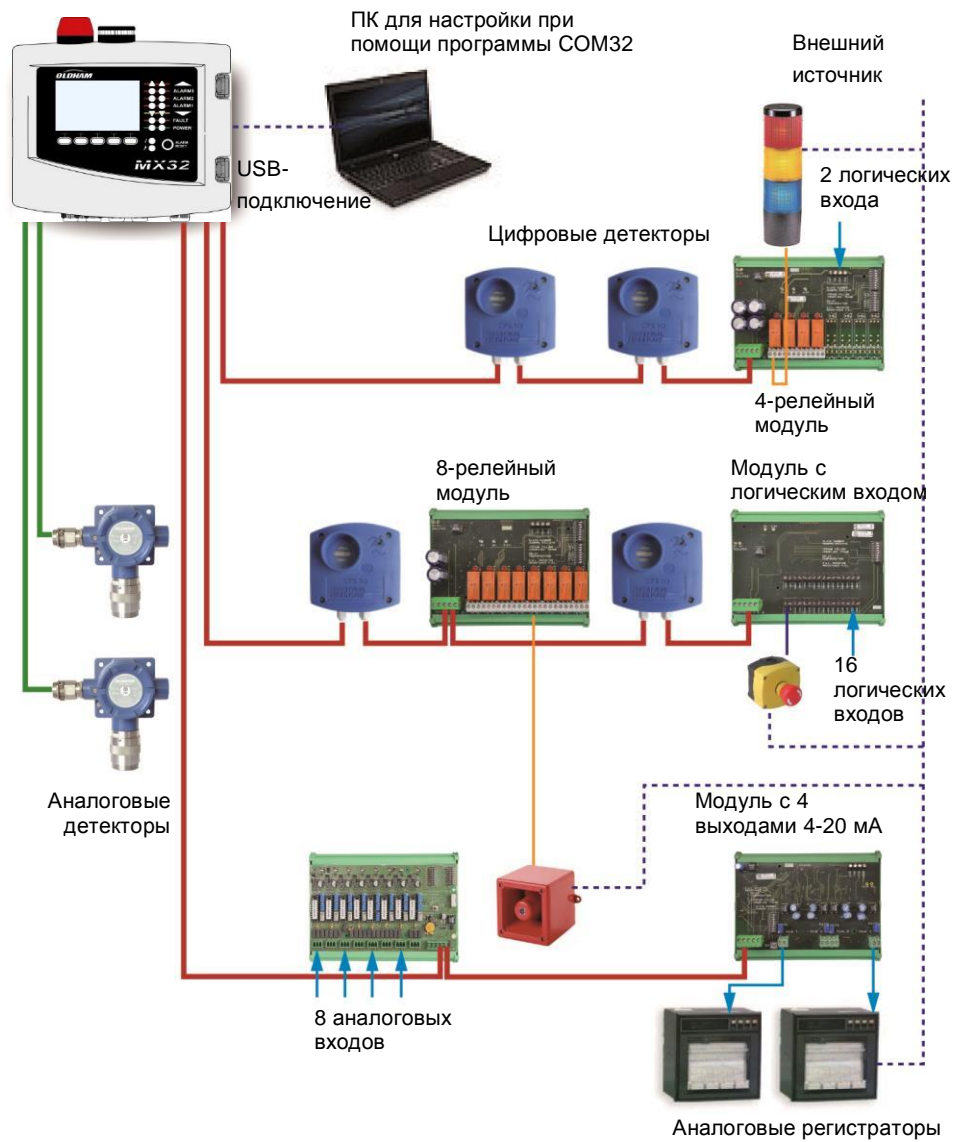 ПК для настройки при
помощи программы COM32
Внешний
источник
OLDHAM
ALARM3
ALARM2
ALARM1
FAULT
POWER
ALARM
RESET
MX32
USB-
подключение
2 логических
входа
Цифровые детекторы
4-релейный
модуль
8-релейный
модуль
Модуль с
логическим входом
16
логических
входов
Аналоговые
детекторы
Модуль с 4
выходами 4-20 мА
8 аналоговых
входов
Аналоговые регистраторы